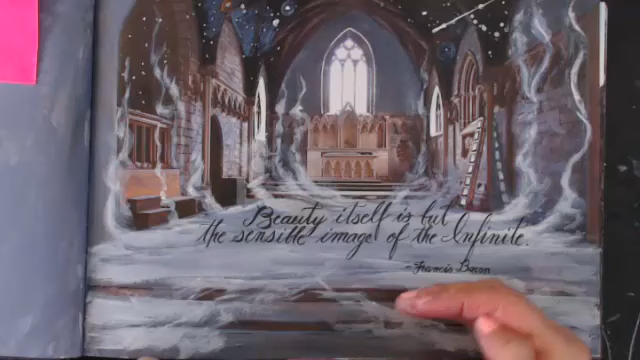 Beauty itself is but
the sensible image of the Infinite.
- Francis Bacon